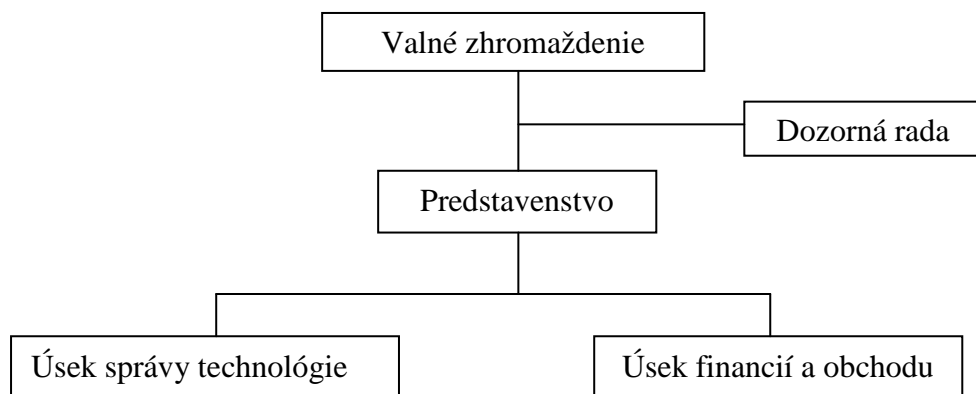 Valné zhromaždenie
Dozorná rada
Predstavenstvo
Úsek správy technológie
Úsek financií a obchodu